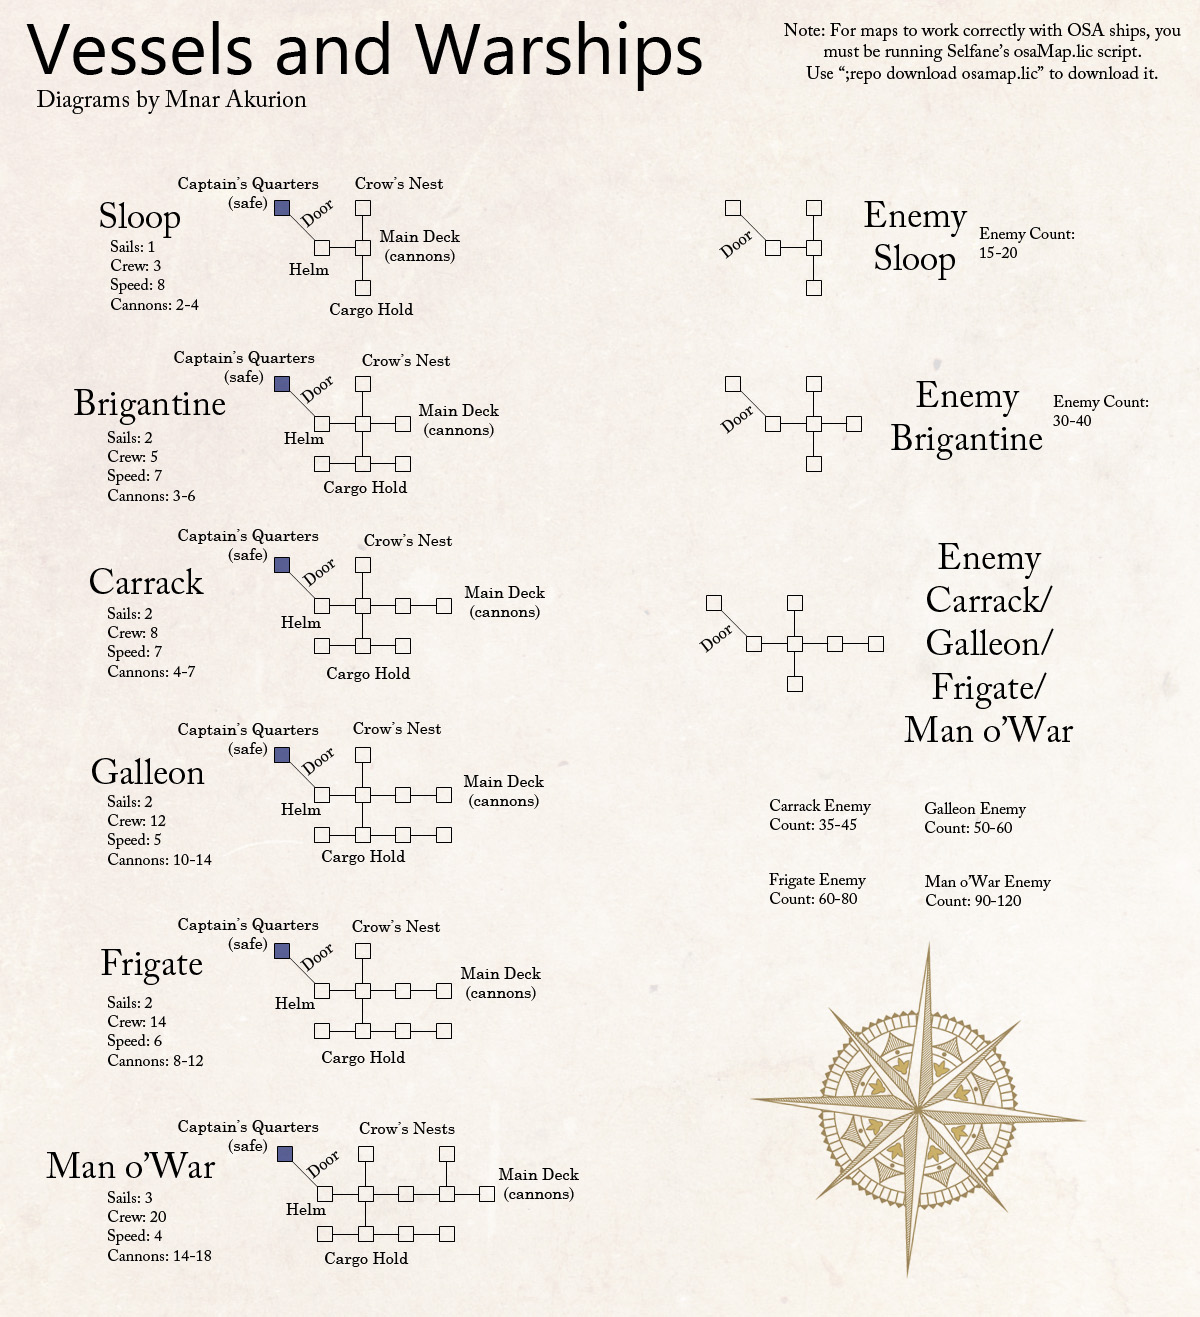 Vessels and Warships
Diagrams by Mnar Akurion
Note: For maps to work correctly with OSA ships, you
must be running Selfane's osaMap.lic script.
Use “;repo download osamap.lic” to download it.
Captain's Quarters
(safe)
Crow's Nest
Door
Sloop
Main Deck
(cannons)
Helm
Cargo Hold
Sails: 1
Crew: 3
Speed: 8
Cannons: 2-4
Door
Enemy
Sloop
Enemy Count:
15-20
Captain's Quarters
(safe)
Crow's Nest
Door
Brigantine
Main Deck
(cannons)
Helm
Cargo Hold
Sails: 2
Crew: 5
Speed: 7
Cannons: 3-6
Door
Enemy
Brigantine
Enemy Count:
30-40
Captain's Quarters
(safe)
Crow's Nest
Door
Carrack
Main Deck
(cannons)
Helm
Cargo Hold
Sails: 2
Crew: 8
Speed: 7
Cannons: 4-7
Door
Enemy
Carrack/
Galleon/
Frigate/
Man o'War
Captain's Quarters
(safe)
Crow's Nest
Door
Galleon
Main Deck
(cannons)
Helm
Cargo Hold
Sails: 2
Crew: 12
Speed: 5
Cannons: 10-14
Carrack Enemy
Count: 35-45
Galleon Enemy
Count: 50-60
Frigate Enemy
Count: 60-80
Man o'War Enemy
Count: 90-120
Captain's Quarters
(safe)
Crow's Nest
Door
Frigate
Main Deck
(cannons)
Helm
Cargo Hold
Sails: 2
Crew: 14
Speed: 6
Cannons: 8-12
Captain's Quarters
(safe)
Crow's Nests
Door
Man o'War
Main Deck
(cannons)
Helm
Cargo Hold
Sails: 3
Crew: 20
Speed: 4
Cannons: 14-18